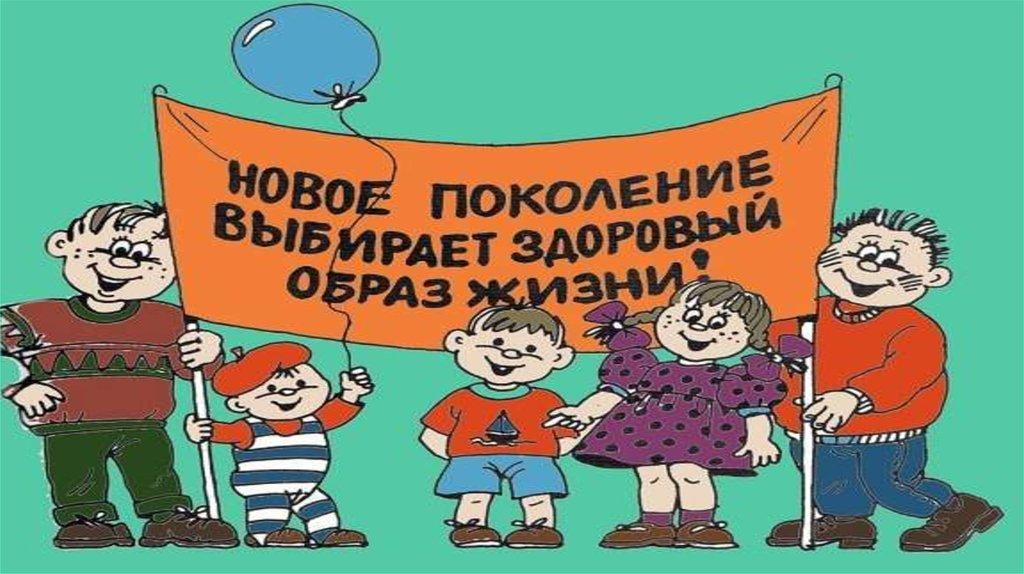 НОВОЕ ПОКОЛЕНИЕ
ВЫБИРАЕТ ЗДОРОВЫЙ
ОБРАЗ ЖИЗНИ!